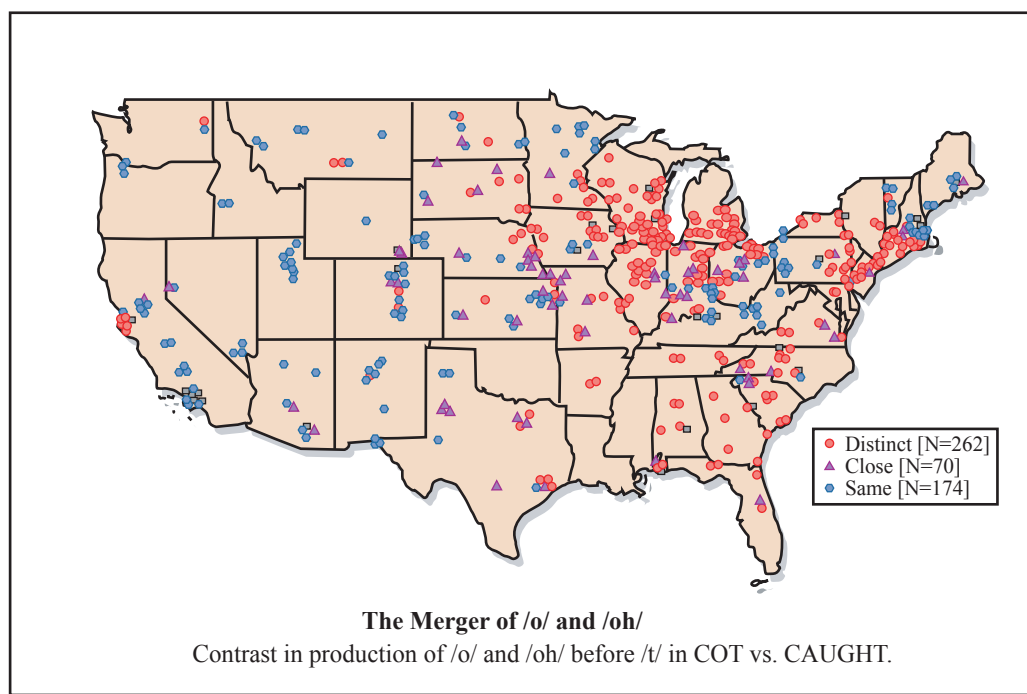 Distinct [N=262]
Close [N=70]
Same [N=174]
The Merger of /o/ and /oh/
Contrast in production of /o/ and /oh/ before /t/ in COT vs. CAUGHT.